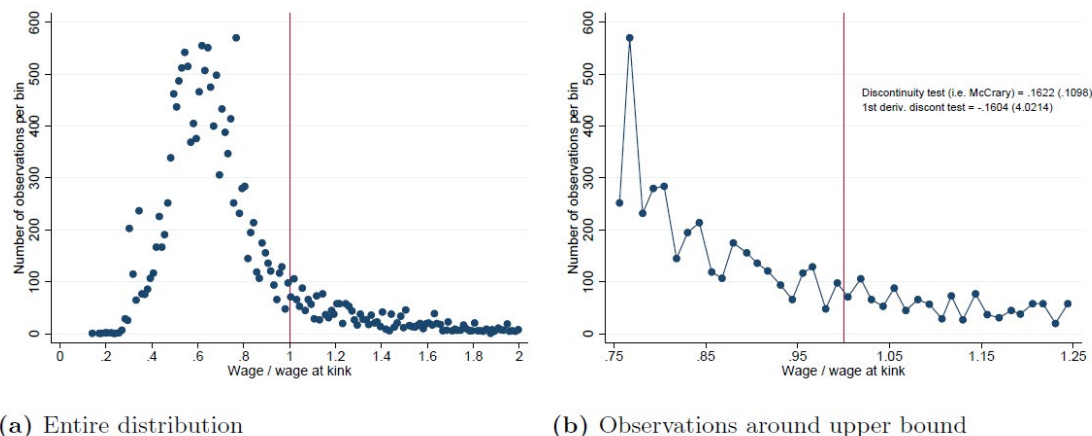 Number of observations per bin
600
500
400
300
200
100
0
0 .2 .4 .6 .8 1 1.2 1.4 1.6 1.8 2
Wage / wage at kink
(a) Entire distribution
Number of observations per bin
600
500
400
300
200
100
0
Discontinuity test (i.e. McCrary) = .1622 (.1098)
1st deriv. discont test = -.1604 (4.0214)
.75 .85 .95 1.05 1.15 1.25
Wage / wage at kink
(b) Observations around upper bound